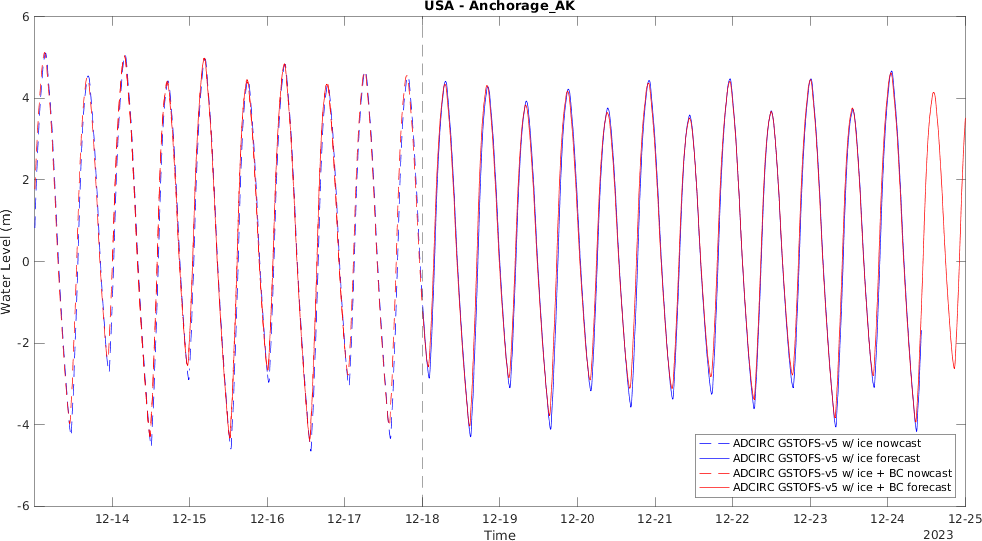 USA - Anchorage_AK
6
4
2
0
-2
-4
-6
Water Level (m)
ADCIRC GSTOFS-v5 w/ ice nowcast
ADCIRC GSTOFS-v5 w/ ice forecast
ADCIRC GSTOFS-v5 w/ ice + BC nowcast
ADCIRC GSTOFS-v5 w/ ice + BC forecast
12-14 12-15 12-16 12-17 12-18 12-19 12-20 12-21 12-22 12-23 12-24 12-25
Time
2023